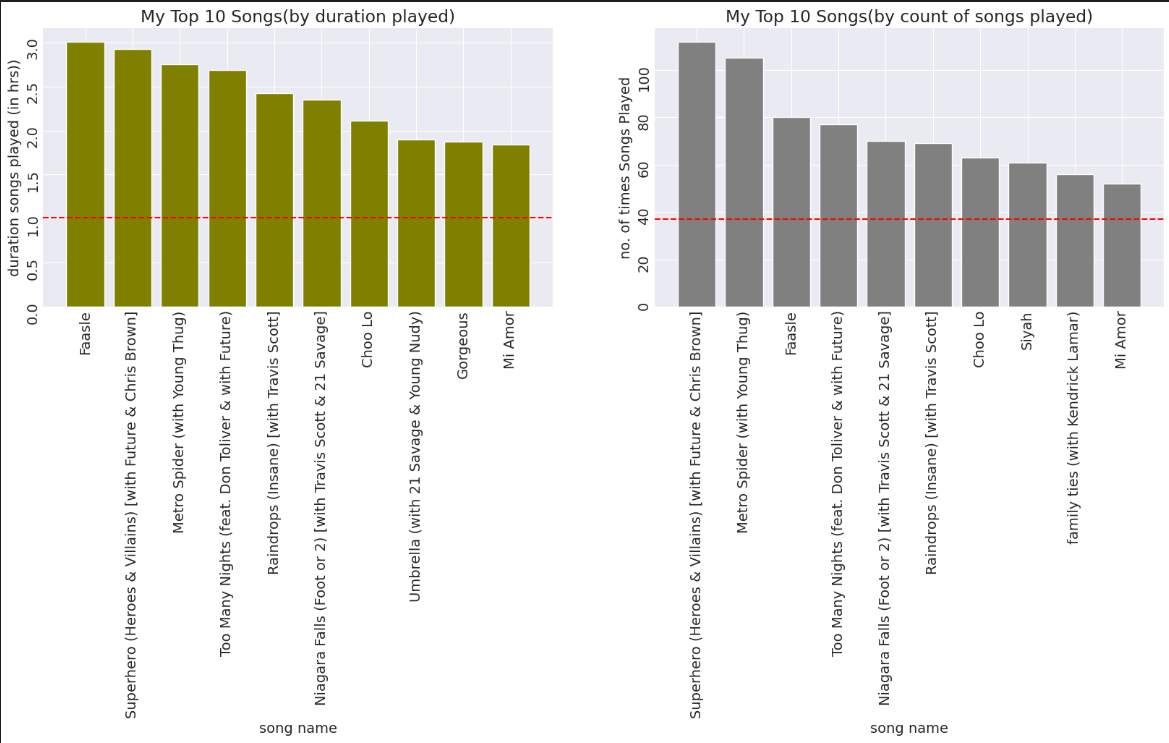 My Top 10 Songs(by duration played)
duration songs played (in hrs))
3.0
2.5
2.0
1.5
1.0
0.5
0.0
Faasle
Superhero (Heroes & Villains) [with Future & Chris Brown]
Metro Spider (with Young Thug)
Too Many Nights (feat. Don Toliver & with Future)
Raindrops (Insane) [with Travis Scott]
Niagara Falls (Foot or 2) [with Travis Scott & 21 Savage]
Choo Lo
Umbrella (with 21 Savage & Young Nudy)
Gorgeous
Mi Amor
song name
My Top 10 Songs(by count of songs played)
no. of times Songs Played
100
80
60
40
20
0
Superhero (Heroes & Villains) [with Future & Chris Brown]
Metro Spider (with Young Thug)
Faasle
Too Many Nights (feat. Don Toliver & with Future)
Niagara Falls (Foot or 2) [with Travis Scott & 21 Savage]
Raindrops (Insane) [with Travis Scott]
Choo Lo
Siyah
family ties (with Kendrick Lamar)
Mi Amor
song name